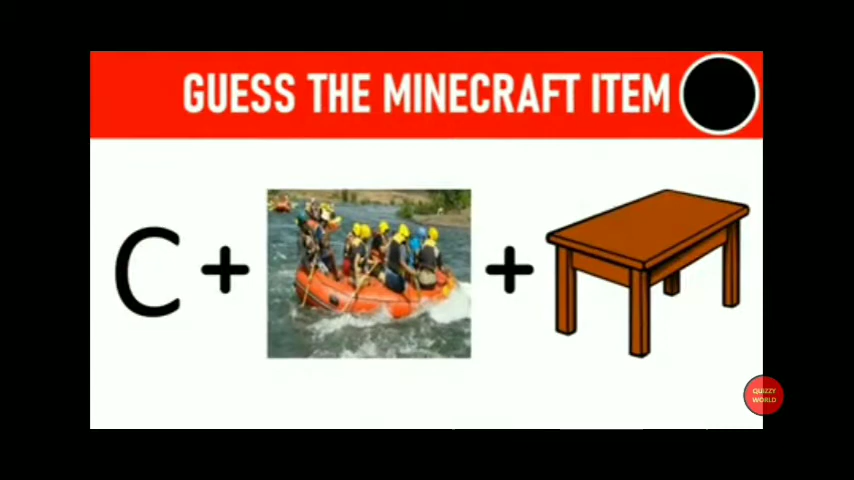 GUESS THE MINECRAFT ITEM
C + +
QUIZZY
WORLD